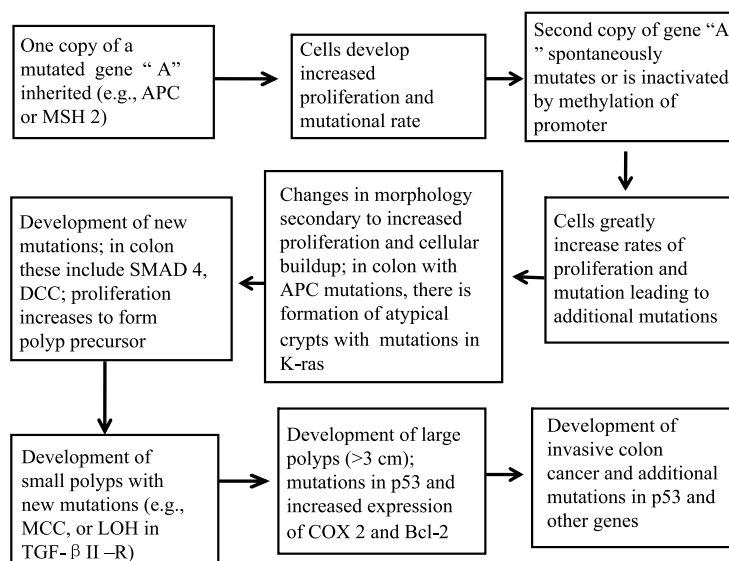 One copy of a
mutated gene “ A”
inherited (e.g., APC
or MSH 2)
Cells develop
increased
proliferation and
mutational rate
Second copy of gene “A
” spontaneously
mutates or is inactivated
by methylation of
promoter
Cells greatly
increase rates of
proliferation and
mutation leading to
additional mutations
Changes in morphology
secondary to increased
proliferation and cellular
buildup; in colon with
APC mutations, there is
formation of atypical
crypts with mutations in
K-ras
Development of new
mutations; in colon
these include SMAD 4,
DCC; proliferation
increases to form
polyp precursor
Development of
small polyps with
new mutations (e.g.,
MCC, or LOH in
TGF-β II –R)
Development of large
polyps (>3 cm);
mutations in p53 and
increased expression
of COX 2 and Bcl-2
Development of
invasive colon
cancer and additional
mutations in p53 and
other genes